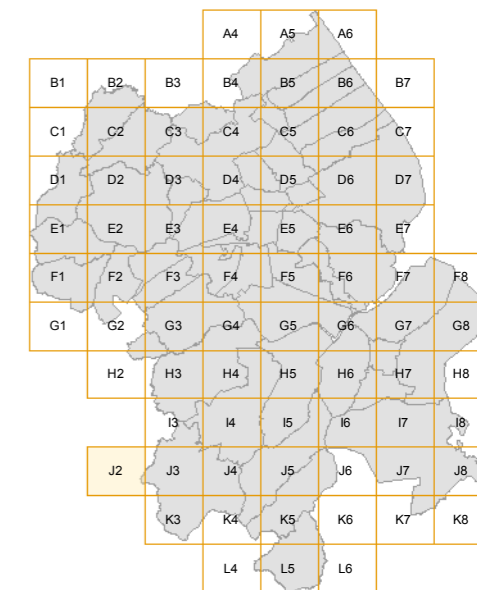 A4 A5 A6
B1 B2 B3 B4 B5 B6 B7
C1 C2 C3 C4 C5 C6 C7
D1 D2 D3 D4 D5 D6 D7
E1 E2 E3 E4 E5 E6 E7
F1 F2 F3 F4 F5 F6 F7 F8
G1 G2 G3 G4 G5 G6 G7 G8
H2 H3 H4 H5 H6 H7 H8
I3 I4 I5 I6 I7 I8
J2 J3 J4 J5 J6 J7 J8
K3 K4 K5 K6 K7 K8
L4 L5 L6